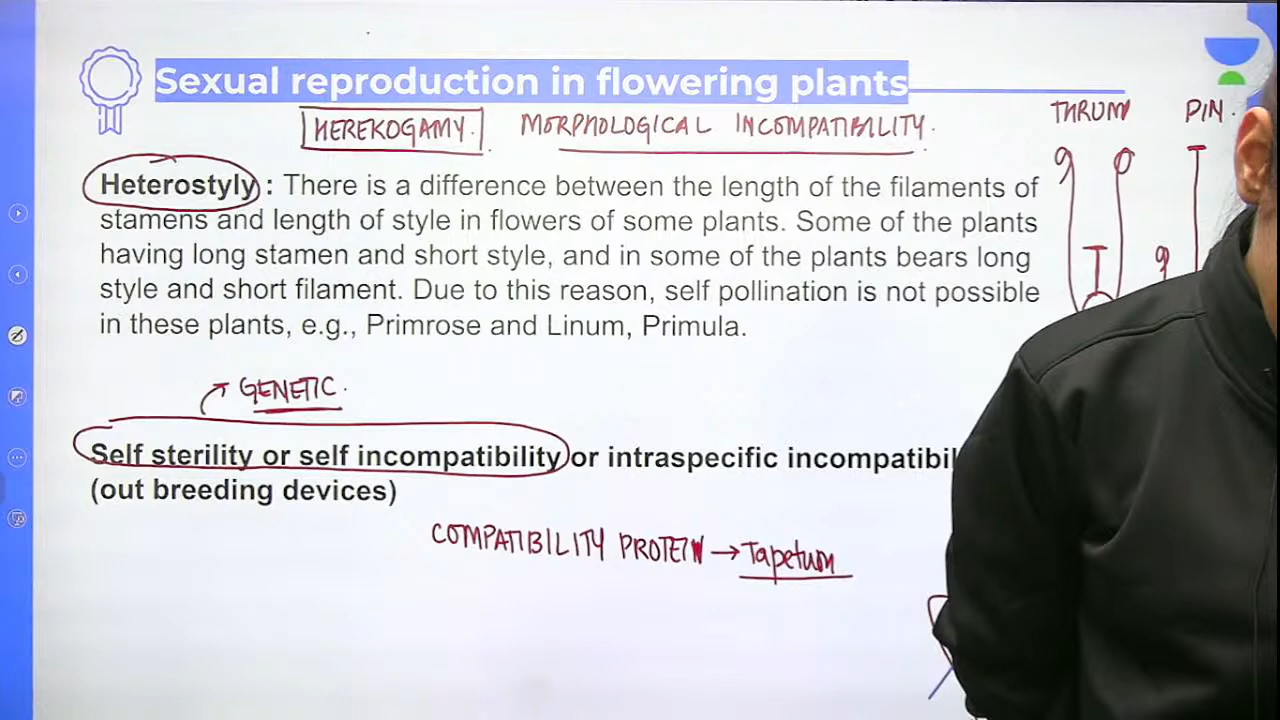 Sexual reproduction in flowering plants
HEREKOGAMY. MORPHOLOGICAL INCOMPATIBILITY.
THRUM PIN.
Heterostyly : There is a difference between the length of the filaments of
stamens and length of style in flowers of some plants. Some of the plants
having long stamen and short style, and in some of the plants bears long
style and short filament. Due to this reason, self pollination is not possible
in these plants, e.g., Primrose and Linum, Primula.
GENETIC.
Self sterility or self incompatibility or intraspecific incompatibil
(out breeding devices)
COMPATIBILITY PROTEIN → Tapetum